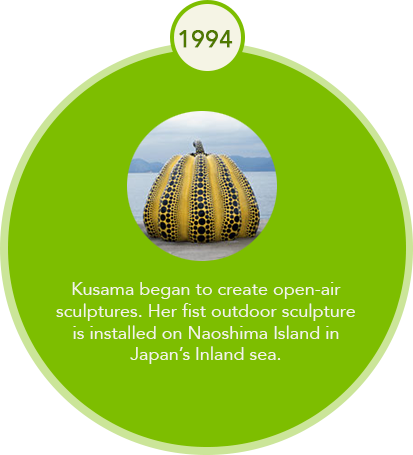 1994
Kusama began to create open-air
sculptures. Her fist outdoor sculpture
is installed on Naoshima Island in
Japan’s Inland sea.